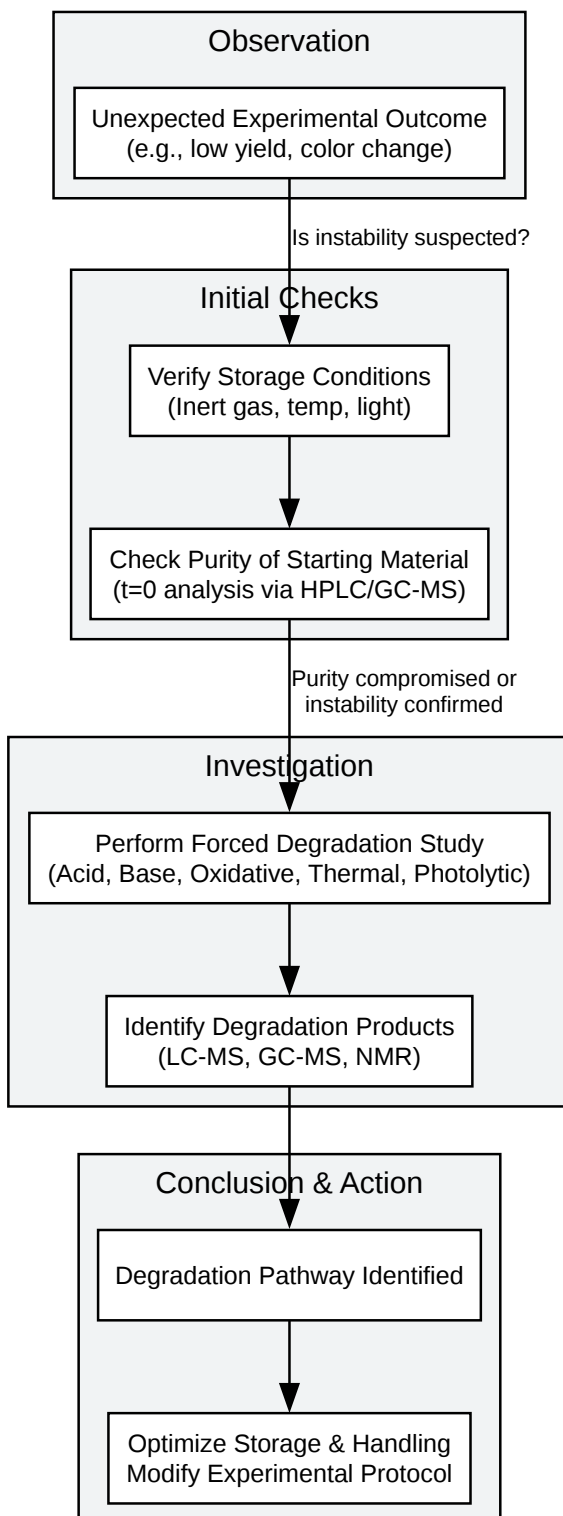 Observation
Unexpected Experimental Outcome
(e.g., low yield, color change)
Is instability suspected?
Initial Checks
Verify Storage Conditions
(Inert gas, temp, light)
Check Purity of Starting Material
(t=0 analysis via HPLC/GC-MS)
Purity compromised or
instability confirmed
Investigation
Perform Forced Degradation Study
(Acid, Base, Oxidative, Thermal, Photolytic)
Identify Degradation Products
(LC-MS, GC-MS, NMR)
Conclusion & Action
Degradation Pathway Identified
Optimize Storage & Handling
Modify Experimental Protocol